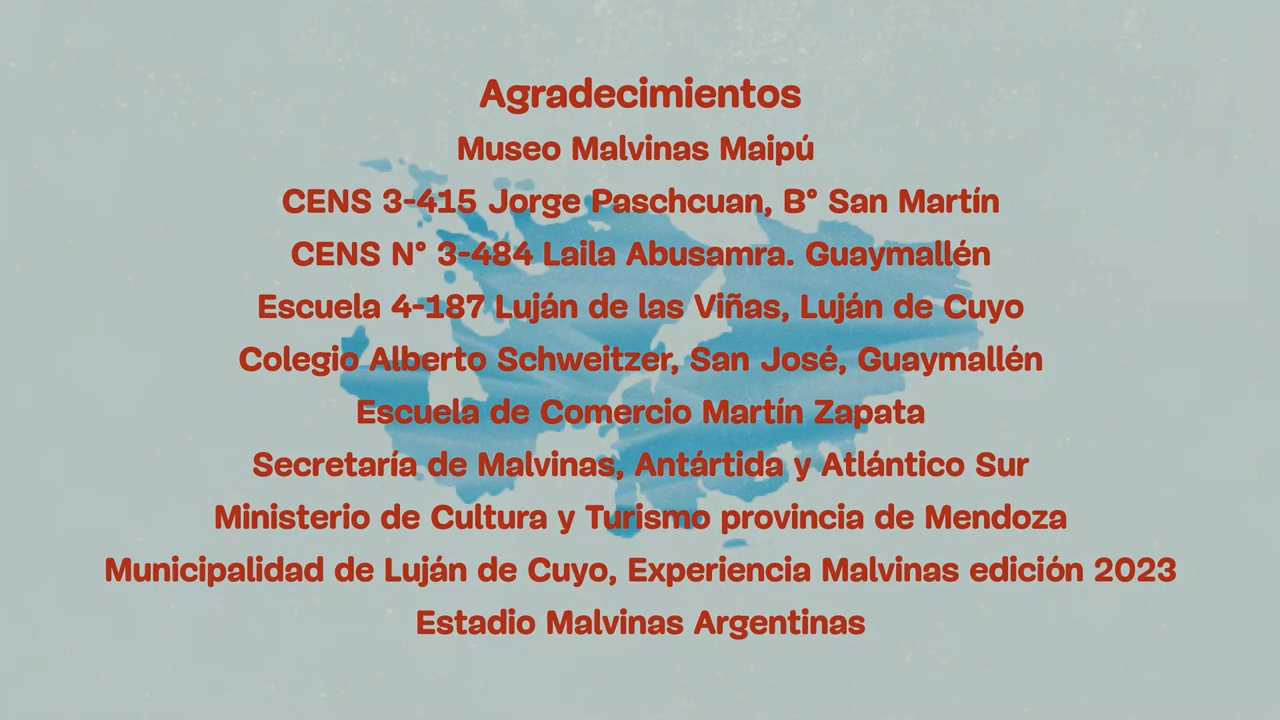 Agradecimientos
Museo Malvinas Maipú
CENS 3-415 Jorge Paschcuan, B° San Martín
CENS N° 3-484 Laila Abusamra. Guaymallén
Escuela 4-187 Luján de las Viñas, Luján de Cuyo
Colegio Alberto Schweitzer, San José, Guaymallén
Escuela de Comercio Martín Zapata
Secretaría de Malvinas, Antártida y Atlántico Sur
Ministerio de Cultura y Turismo provincia de Mendoza
Municipalidad de Luján de Cuyo, Experiencia Malvinas edición 2023
Estadio Malvinas Argentinas